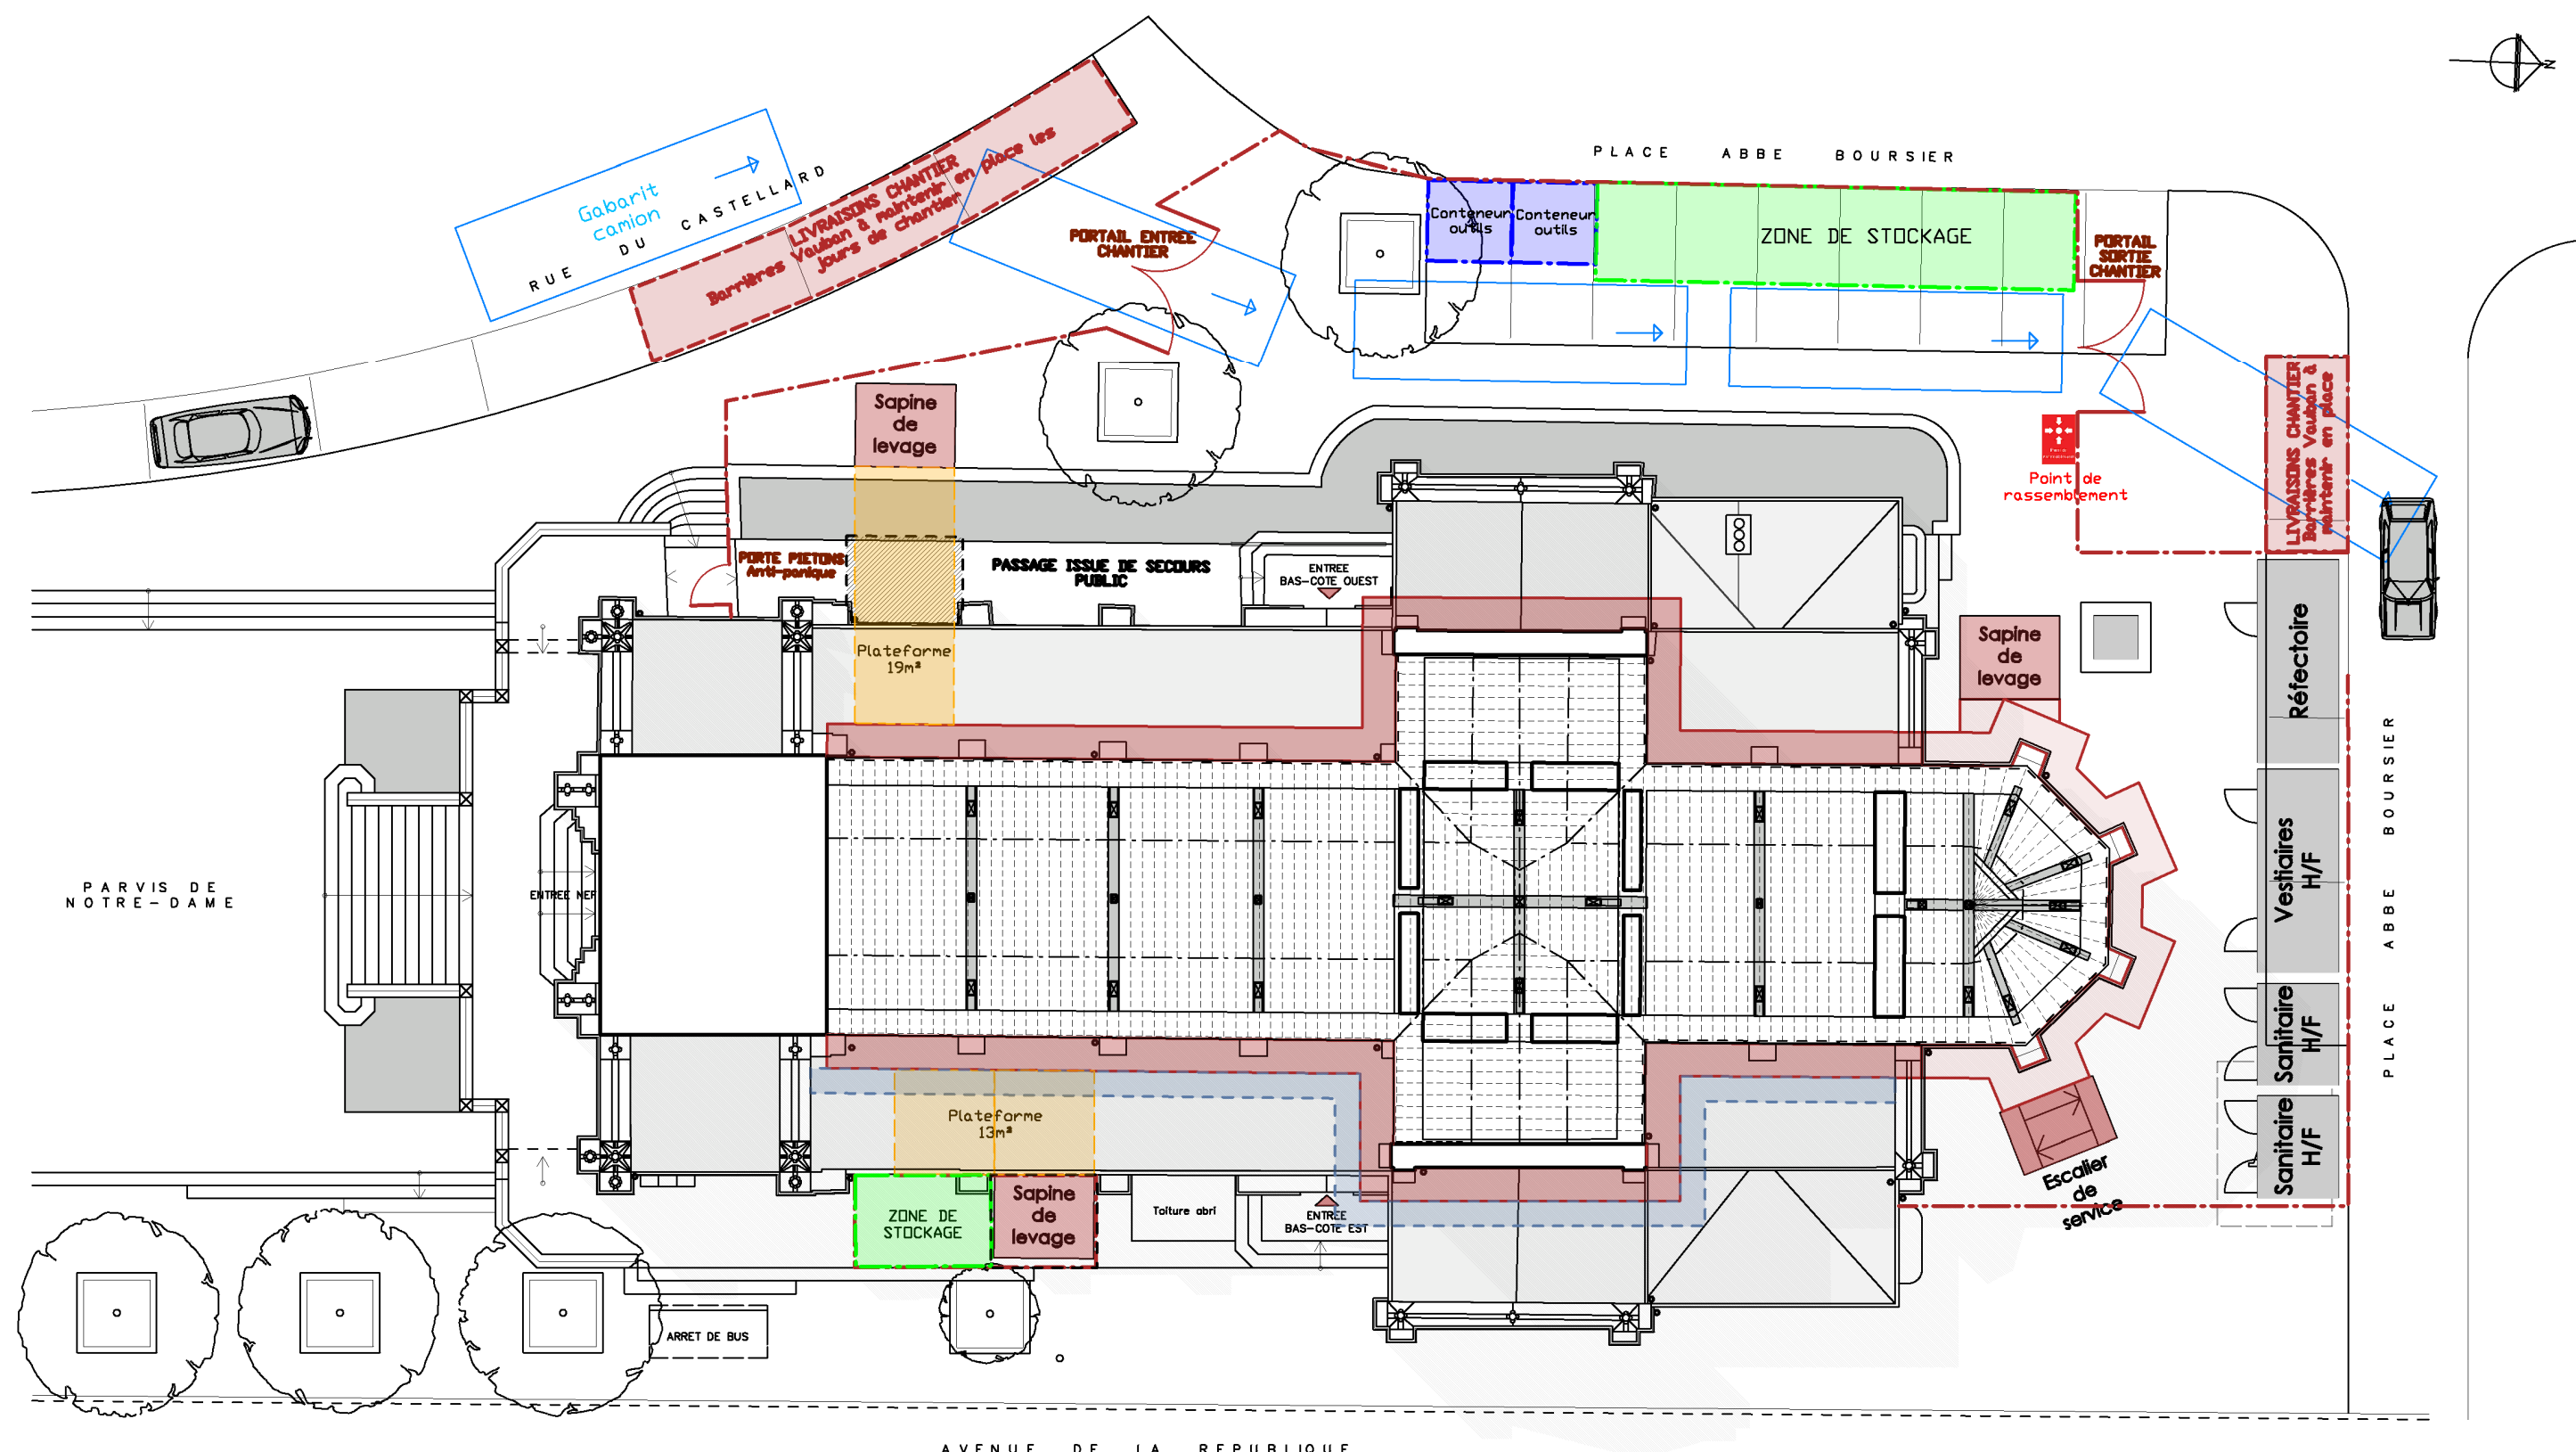 N
PLACE ABBE BOURSIER
Gabarit
camion
RUE DU CASTELLARD
LIVRAISONS CHANTIER
Barrières Vauban à maintenir en place les
jours de chantier
PORTAIL ENTREE
CHANTIER
Conteneur
outils
Conteneur
outils
ZONE DE STOCKAGE
PORTAIL
SORTIE
CHANTIER
LIVRAISONS CHANTIER
Barrières Vauban à
maintenir en place
Point de
rassemblement
Sapine
de
levage
PORTE PIETONS
Anti-panique
PASSAGE ISSUE DE SECOURS
PUBLIC
ENTREE
BAS-COTE OUEST
Plateforme
19m²
Sapine
de
levage
Réfectoire
PLACE ABBE BOURSIER
Vestiaires
H/F
Sanitaire
H/F
Sanitaire
H/F
PARVIS DE
NOTRE-DAME
ENTREE NEF
Plateforme
13m²
ZONE DE
STOCKAGE
Sapine
de
levage
Toiture abri
ENTREE
BAS-COTE EST
Escalier
de
service
ARRET DE BUS
AVENUE DE LA REPUBLIQUE